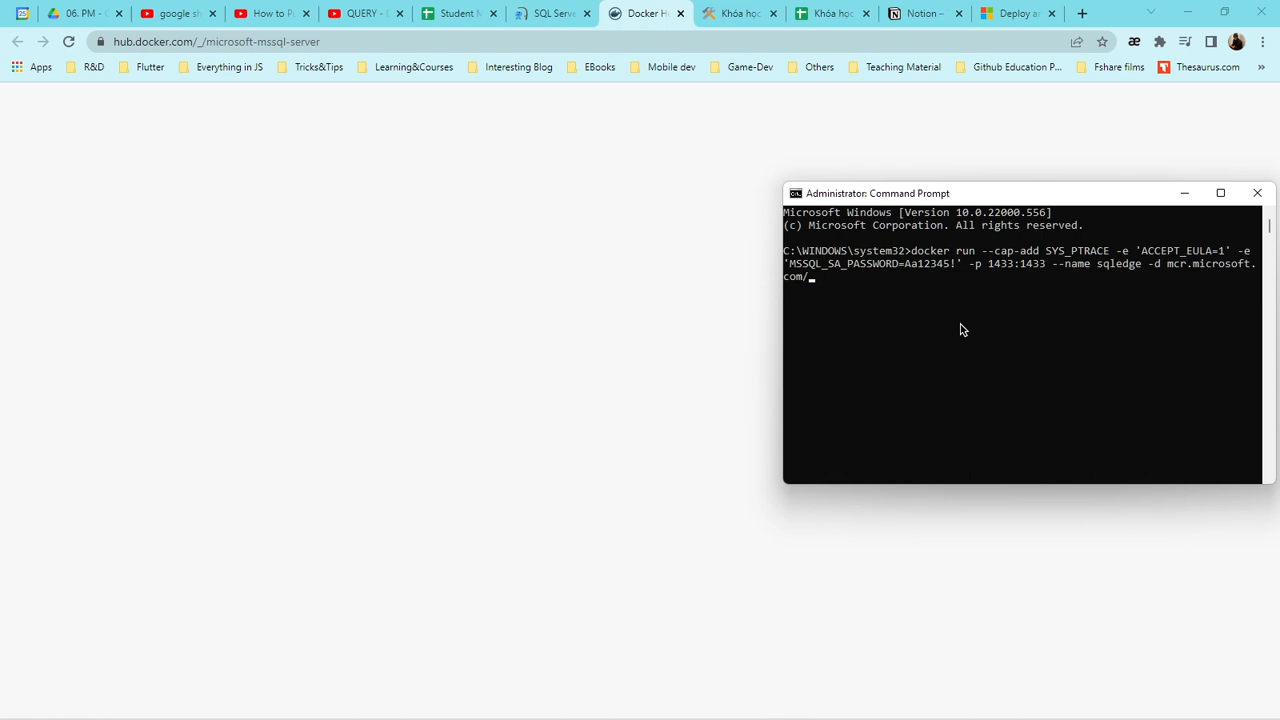 06. PM - C
google sh
How to Pu
QUERY - D
Student M
SQL Serve
Docker Hu
Khóa học
Khóa học
Notion –
Deploy an
hub.docker.com/_/microsoft-mssql-server
Apps
R&D
Flutter
Everything in JS
Tricks&Tips
Learning&Courses
Interesting Blog
EBooks
Mobile dev
Game-Dev
Others
Teaching Material
Github Education P...
Fshare films
Thesaurus.com
Administrator: Command Prompt
Microsoft Windows [Version 10.0.22000.556]
(c) Microsoft Corporation. All rights reserved.
C:\WINDOWS\system32>docker run --cap-add SYS_PTRACE -e 'ACCEPT_EULA=1' -e
'MSSQL_SA_PASSWORD=Aa12345!' -p 1433:1433 --name sqledge -d mcr.microsoft.
com/